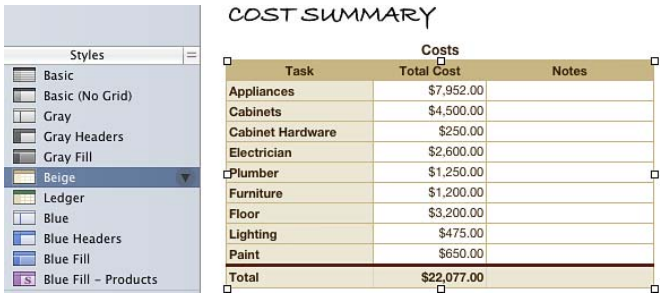 COST SUMMARY
Styles
Basic
Basic (No Grid)
Gray
Gray Headers
Gray Fill
Beige
Ledger
Blue
Blue Headers
Blue Fill
S Blue Fill – Products
Costs
Task Total Cost Notes
Appliances $7,952.00
Cabinets $4,500.00
Cabinet Hardware $250.00
Electrician $2,600.00
Plumber $1,250.00
Furniture $1,200.00
Floor $3,200.00
Lighting $475.00
Paint $650.00
Total $22,077.00